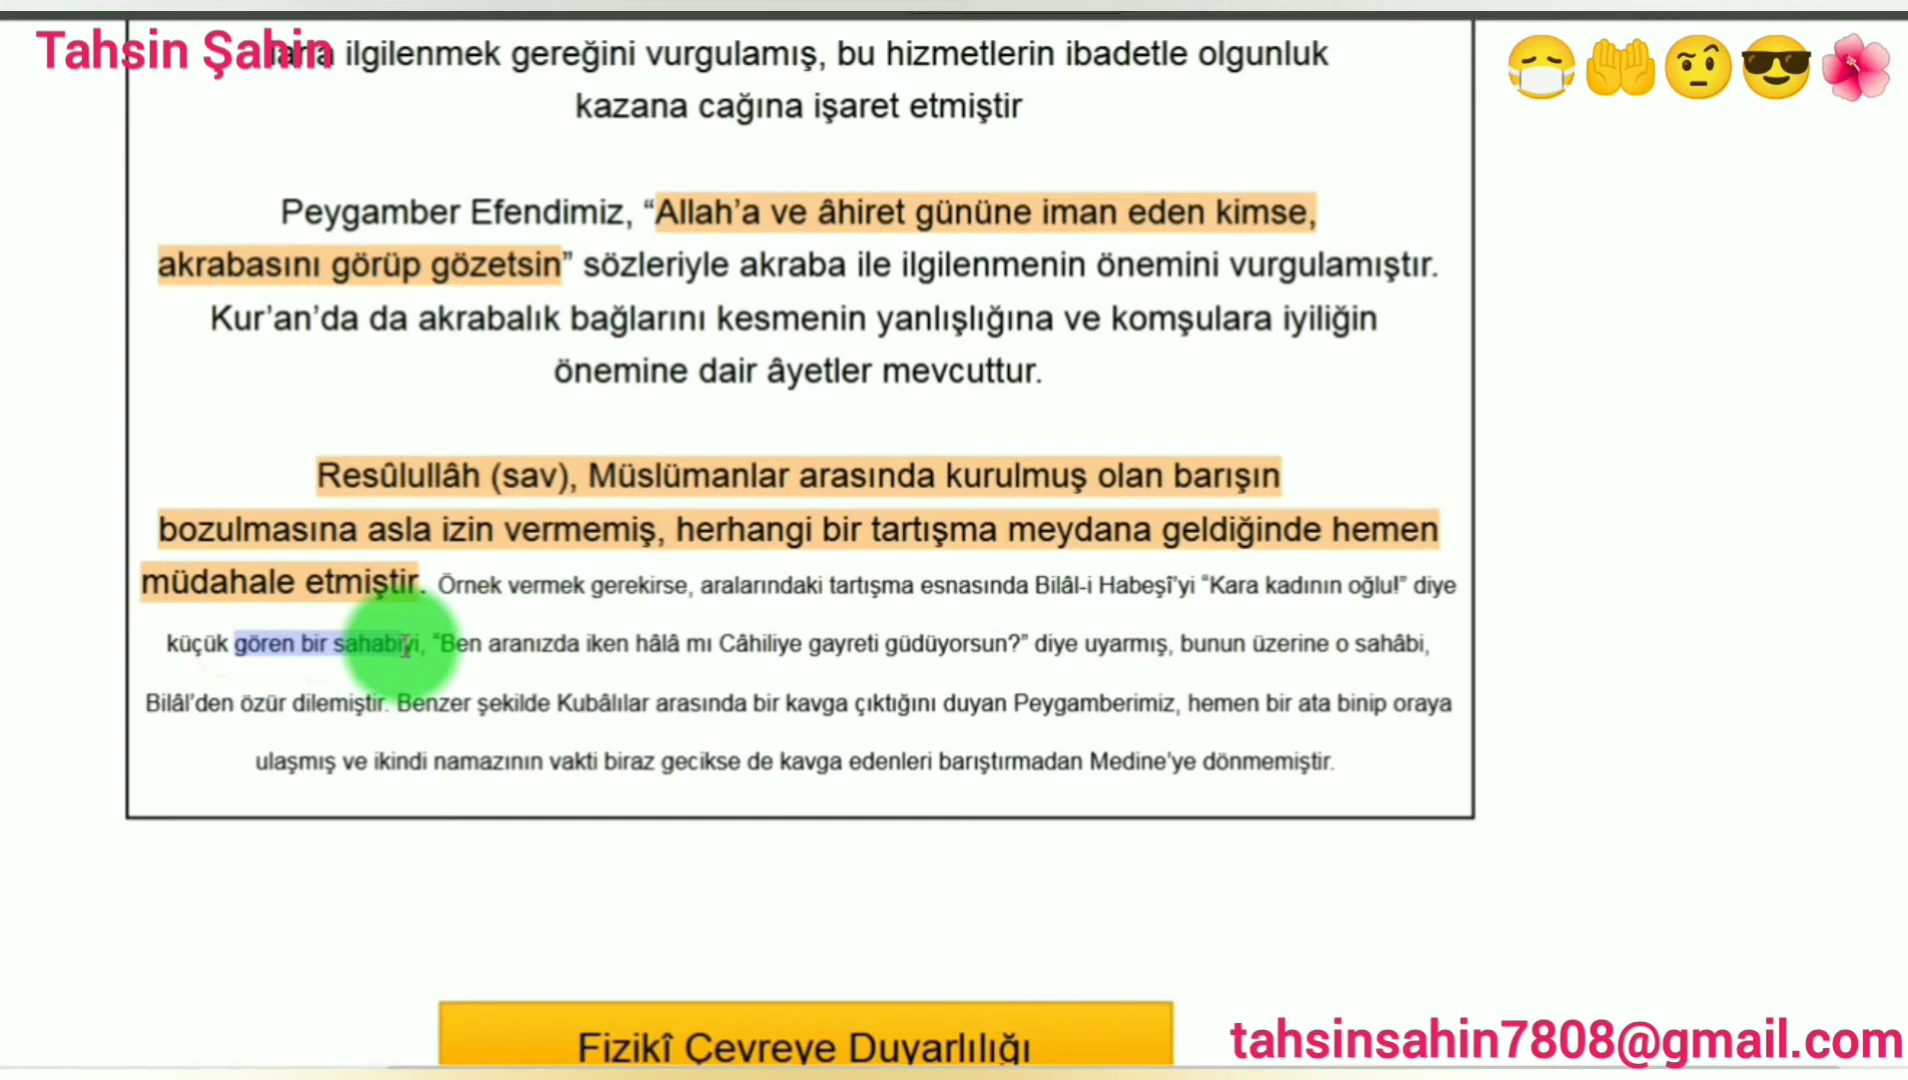 Tahsin Şahin
ilgilenmek gereğini vurgulamış, bu hizmetlerin ibadetle olgunluk
kazana cağına işaret etmiştir
Peygamber Efendimiz, “Allah’a ve âhiret gününe iman eden kimse,
akrabasını görüp gözetsin” sözleriyle akraba ile ilgilenmenin önemini vurgulamıştır.
Kur’an’da da akrabalık bağlarını kesmenin yanlışlığına ve komşulara iyiliğin
önemine dair âyetler mevcuttur.
Resûlullâh (sav), Müslümanlar arasında kurulmuş olan barışın
bozulmasına asla izin vermemiş, herhangi bir tartışma meydana geldiğinde hemen
müdahale etmiştir. Örnek vermek gerekirse, aralarındaki tartışma esnasında Bilâl-i Habeşî’yi “Kara kadının oğlu!” diye
küçük gören bir sahabiyi, “Ben aranızda iken hâlâ mı Câhiliye gayreti güdüyorsun?” diye uyarmış, bunun üzerine o sahâbi,
Bilâl’den özür dilemiştir. Benzer şekilde Kubâlılar arasında bir kavga çıktığını duyan Peygamberimiz, hemen bir ata binip oraya
ulaşmış ve ikindi namazının vakti biraz gecikse de kavga edenleri barıştırmadan Medine’ye dönmemiştir.
Fizikî Çevreye Duyarlılığı
tahsinsahin7808@gmail.com